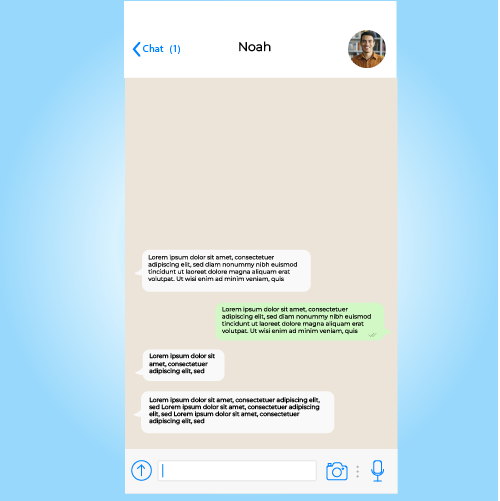 Chat (1)
Noah
Lorem ipsum dolor sit amet, consectetuer
adipiscing elit, sed diam nonummy nibh euismod
tincidunt ut laoreet dolore magna aliquam erat
volutpat. Ut wisi enim ad minim veniam, quis
Lorem ipsum dolor sit amet, consectetuer
adipiscing elit, sed diam nonummy nibh euismod
tincidunt ut laoreet dolore magna aliquam erat
volutpat. Ut wisi enim ad minim veniam, quis
Lorem ipsum dolor sit
amet, consectetuer
adipiscing elit, sed
Lorem ipsum dolor sit amet, consectetuer adipiscing elit,
sed Lorem ipsum dolor sit amet, consectetuer adipiscing
elit, sed Lorem ipsum dolor sit amet, consectetuer
adipiscing elit, sed